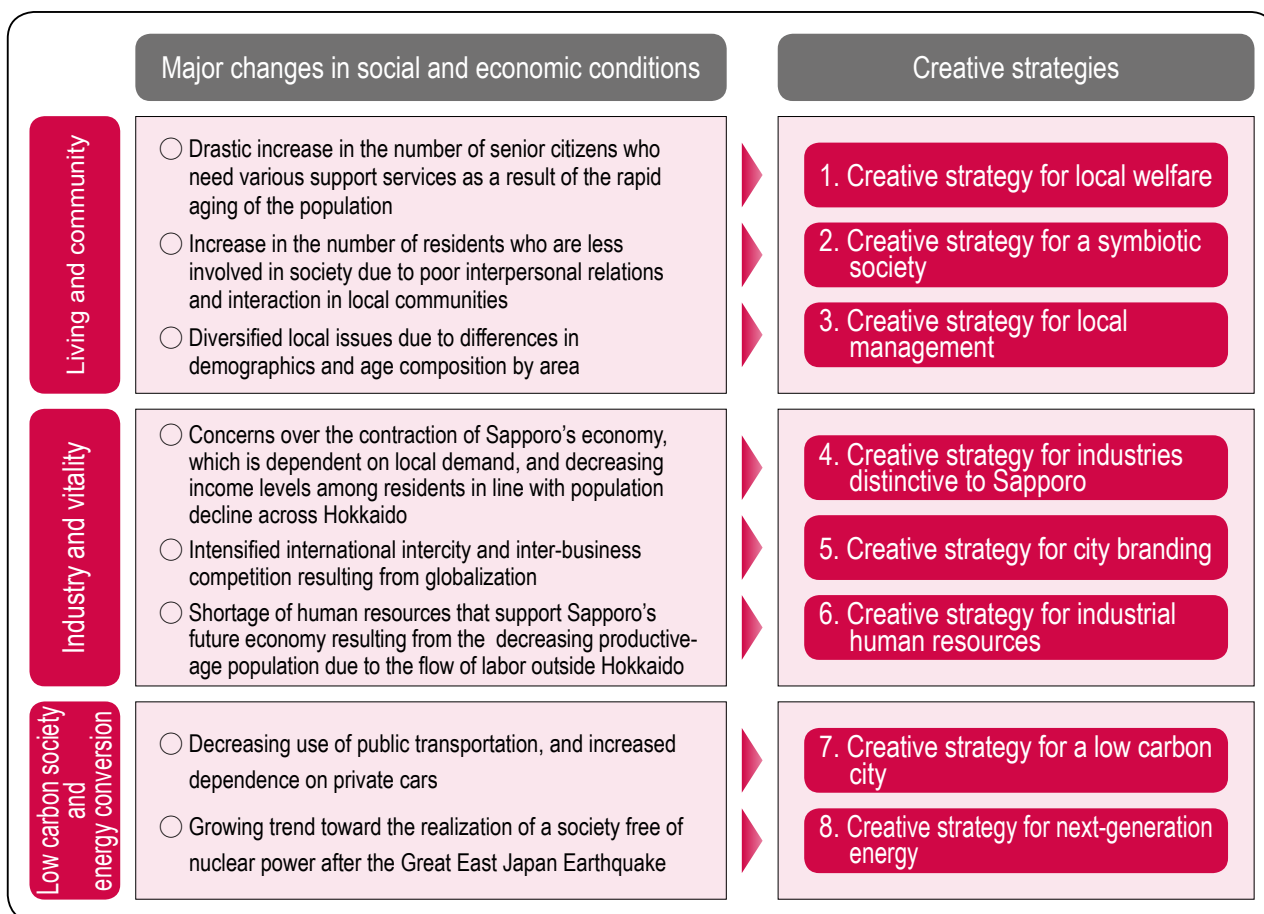 Major changes in social and economic conditions
Creative strategies
Living and community
○ Drastic increase in the number of senior citizens who
need various support services as a result of the rapid
aging of the population
○ Increase in the number of residents who are less
involved in society due to poor interpersonal relations
and interaction in local communities
○ Diversified local issues due to differences in
demographics and age composition by area
1. Creative strategy for local welfare
2. Creative strategy for a symbiotic
society
3. Creative strategy for local
management
Industry and vitality
○ Concerns over the contraction of Sapporo’s economy,
which is dependent on local demand, and decreasing
income levels among residents in line with population
decline across Hokkaido
○ Intensified international intercity and inter-business
competition resulting from globalization
○ Shortage of human resources that support Sapporo’s
future economy resulting from the decreasing productive-
age population due to the flow of labor outside Hokkaido
4. Creative strategy for industries
distinctive to Sapporo
5. Creative strategy for city branding
6. Creative strategy for industrial
human resources
Low carbon society
and
energy conversion
○ Decreasing use of public transportation, and increased
dependence on private cars
○ Growing trend toward the realization of a society free of
nuclear power after the Great East Japan Earthquake
7. Creative strategy for a low carbon
city
8. Creative strategy for next-generation
energy